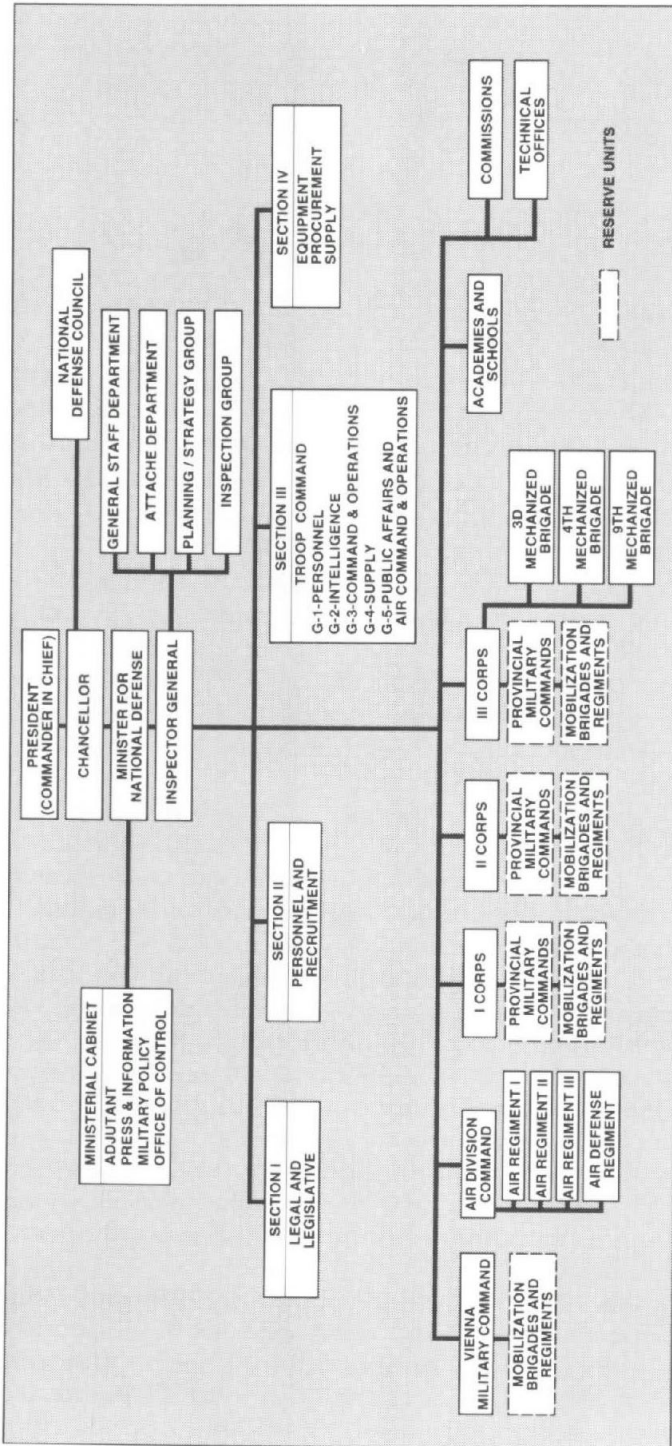 PRESIDENT
(COMMANDER IN CHIEF)
CHANCELLOR
NATIONAL
DEFENSE COUNCIL
MINISTER FOR
NATIONAL DEFENSE
MINISTERIAL CABINET
ADJUTANT
PRESS & INFORMATION
MILITARY POLICY
OFFICE OF CONTROL
INSPECTOR GENERAL
GENERAL STAFF DEPARTMENT
ATTACHE DEPARTMENT
PLANNING / STRATEGY GROUP
INSPECTION GROUP
SECTION I
LEGAL AND
LEGISLATIVE
SECTION II
PERSONNEL AND
RECRUITMENT
SECTION III
TROOP COMMAND
G-1-PERSONNEL
G-2-INTELLIGENCE
G-3-COMMAND & OPERATIONS
G-4-SUPPLY
G-5-PUBLIC AFFAIRS AND
AIR COMMAND & OPERATIONS
SECTION IV
EQUIPMENT
PROCUREMENT
SUPPLY
VIENNA
MILITARY COMMAND
MOBILIZATION
BRIGADES AND
REGIMENTS
AIR DIVISION
COMMAND
AIR REGIMENT I
AIR REGIMENT II
AIR REGIMENT III
AIR DEFENSE
REGIMENT
I CORPS
PROVINCIAL
MILITARY
COMMANDS
MOBILIZATION
BRIGADES AND
REGIMENTS
II CORPS
PROVINCIAL
MILITARY
COMMANDS
MOBILIZATION
BRIGADES AND
REGIMENTS
III CORPS
PROVINCIAL
MILITARY
COMMANDS
MOBILIZATION
BRIGADES AND
REGIMENTS
3D
MECHANIZED
BRIGADE
4TH
MECHANIZED
BRIGADE
9TH
MECHANIZED
BRIGADE
ACADEMIES AND
SCHOOLS
COMMISSIONS
TECHNICAL
OFFICES
RESERVE UNITS